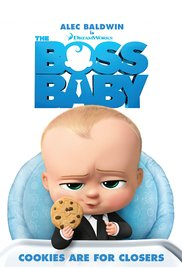 ALEC BALDWIN
IS
DREAMWORKS
THE
BOSS
BABY
COOKIES ARE FOR CLOSERS